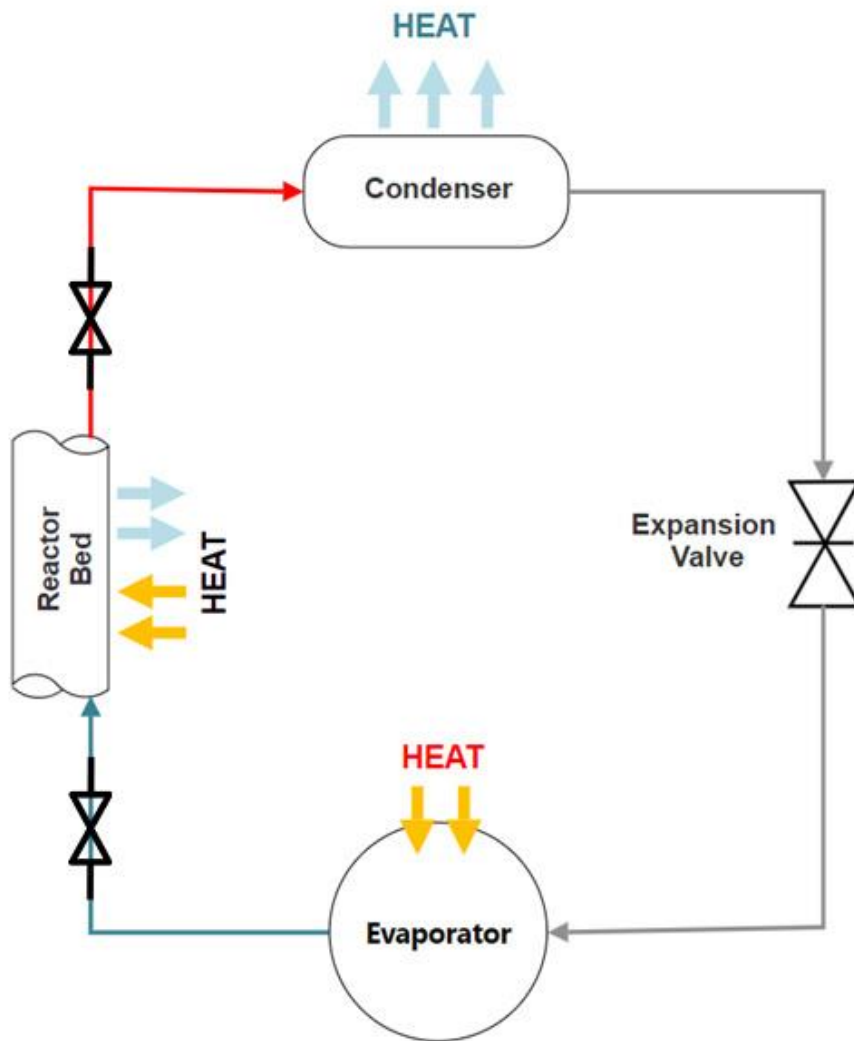 HEAT
Condenser
Reactor
Bed
HEAT
Expansion
Valve
HEAT
Evaporator